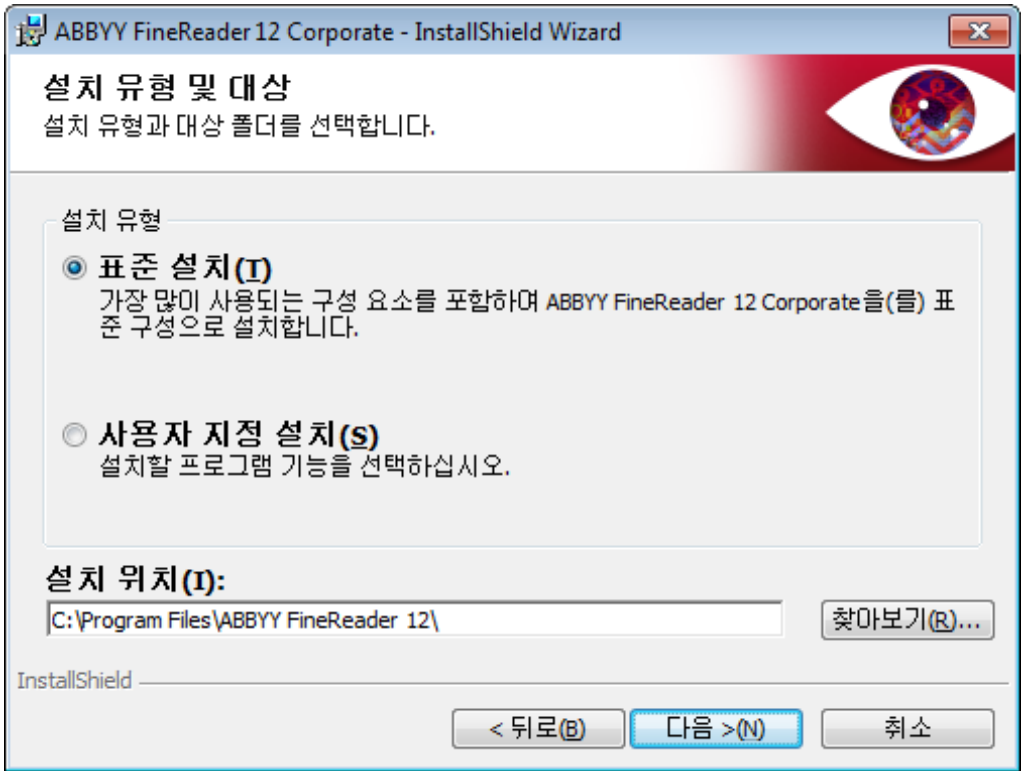 ABBYY FineReader 12 Corporate - InstallShield Wizard
설치 유형 및 대상
설치 유형과 대상 폴더를 선택합니다.
설치 유형
표준 설치(T)
가장 많이 사용되는 구성 요소를 포함하며 ABBYY FineReader 12 Corporate을(를) 표
준 구성으로 설치합니다.
사용자 지정 설치(S)
설치할 프로그램 기능을 선택하십시오.
설치 위치(I):
C:\Program Files\ABBYY FineReader 12\
찾아보기(R)...
InstallShield
< 뒤로(B)
다음 >(N)
취소